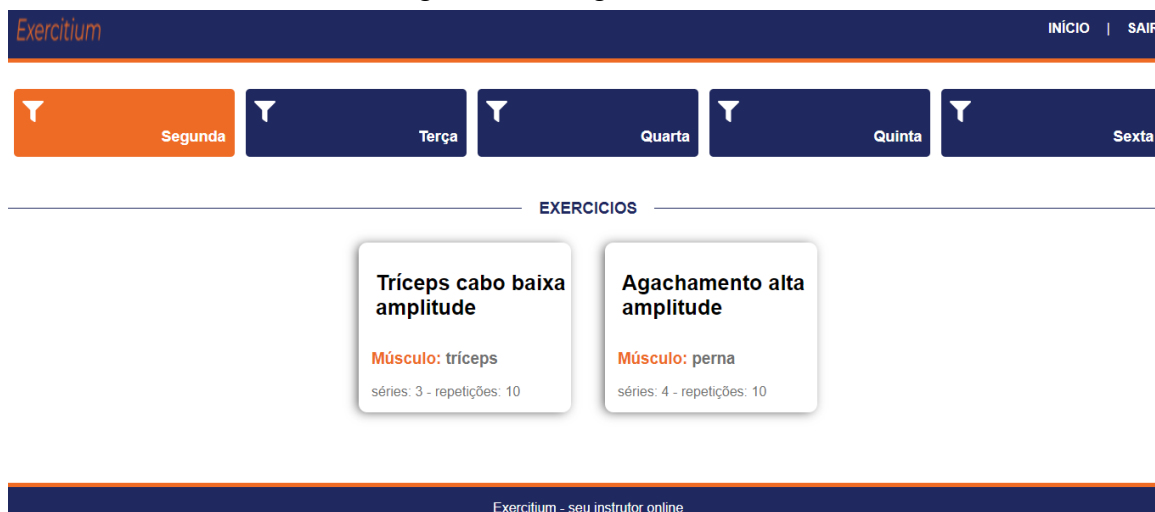 Exercitium
INÍCIO | SAIR
Segunda
Terça
Quarta
Quinta
Sexta
EXERCICIOS
Tríceps cabo baixa
amplitude
Músculo: tríceps
séries: 3 - repetições: 10
Agachamento alta
amplitude
Músculo: perna
séries: 4 - repetições: 10
Exercitium - seu instrutor online